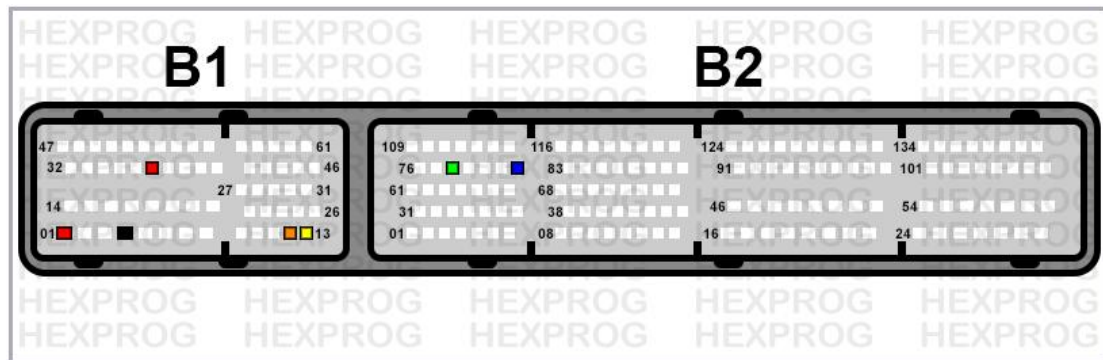 HEXPROG HEXPROG HEXPROG HEXPROG HEXPROG
HEXPROG HEXPROG HEXPROG HEXPROG HEXPROG
B1 B2
47 61 109 116 124 134
32 46 76 83 91 101
27 31 61 68
14 26 31 38 46 54
01 13 01 08 16 24
HEXPROG HEXPROG HEXPROG HEXPROG HEXPROG
HEXPROG HEXPROG HEXPROG HEXPROG HEXPROG